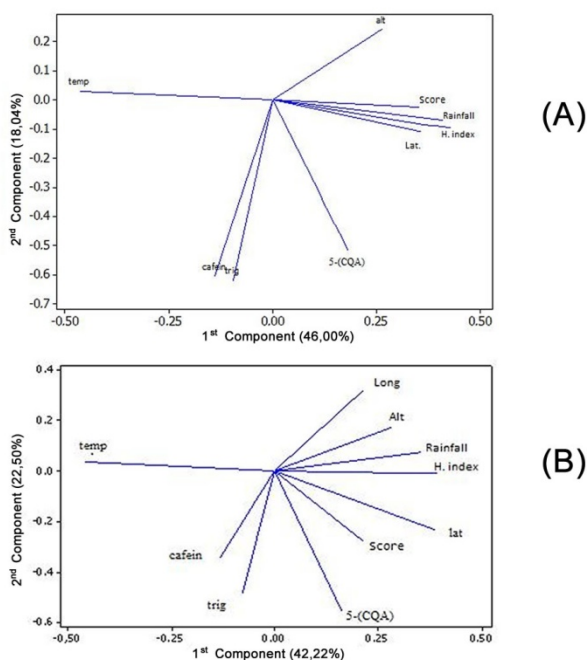 alt
0.2
0.1
temp
0.0
Score
Rainfall
-0.1
H. index
Lat.
-0.2
-0.3
-0.4
-0.5
5-(CQA)
cafein
trig
-0.6
-0.7
-0.50
-0.25
0.00
0.25
0.50
2nd Component (18,04%)
1st Component (46,00%)
(A)
0.4
Long
Alt
0.2
Rainfall
temp
H. index
0.0
lat
-0.2
Score
cafein
-0.4
trig
5-(CQA)
-0.6
-0,50
-0.25
0.00
0.25
0.50
2nd Component (22,50%)
1st Component (42,22%)
(B)